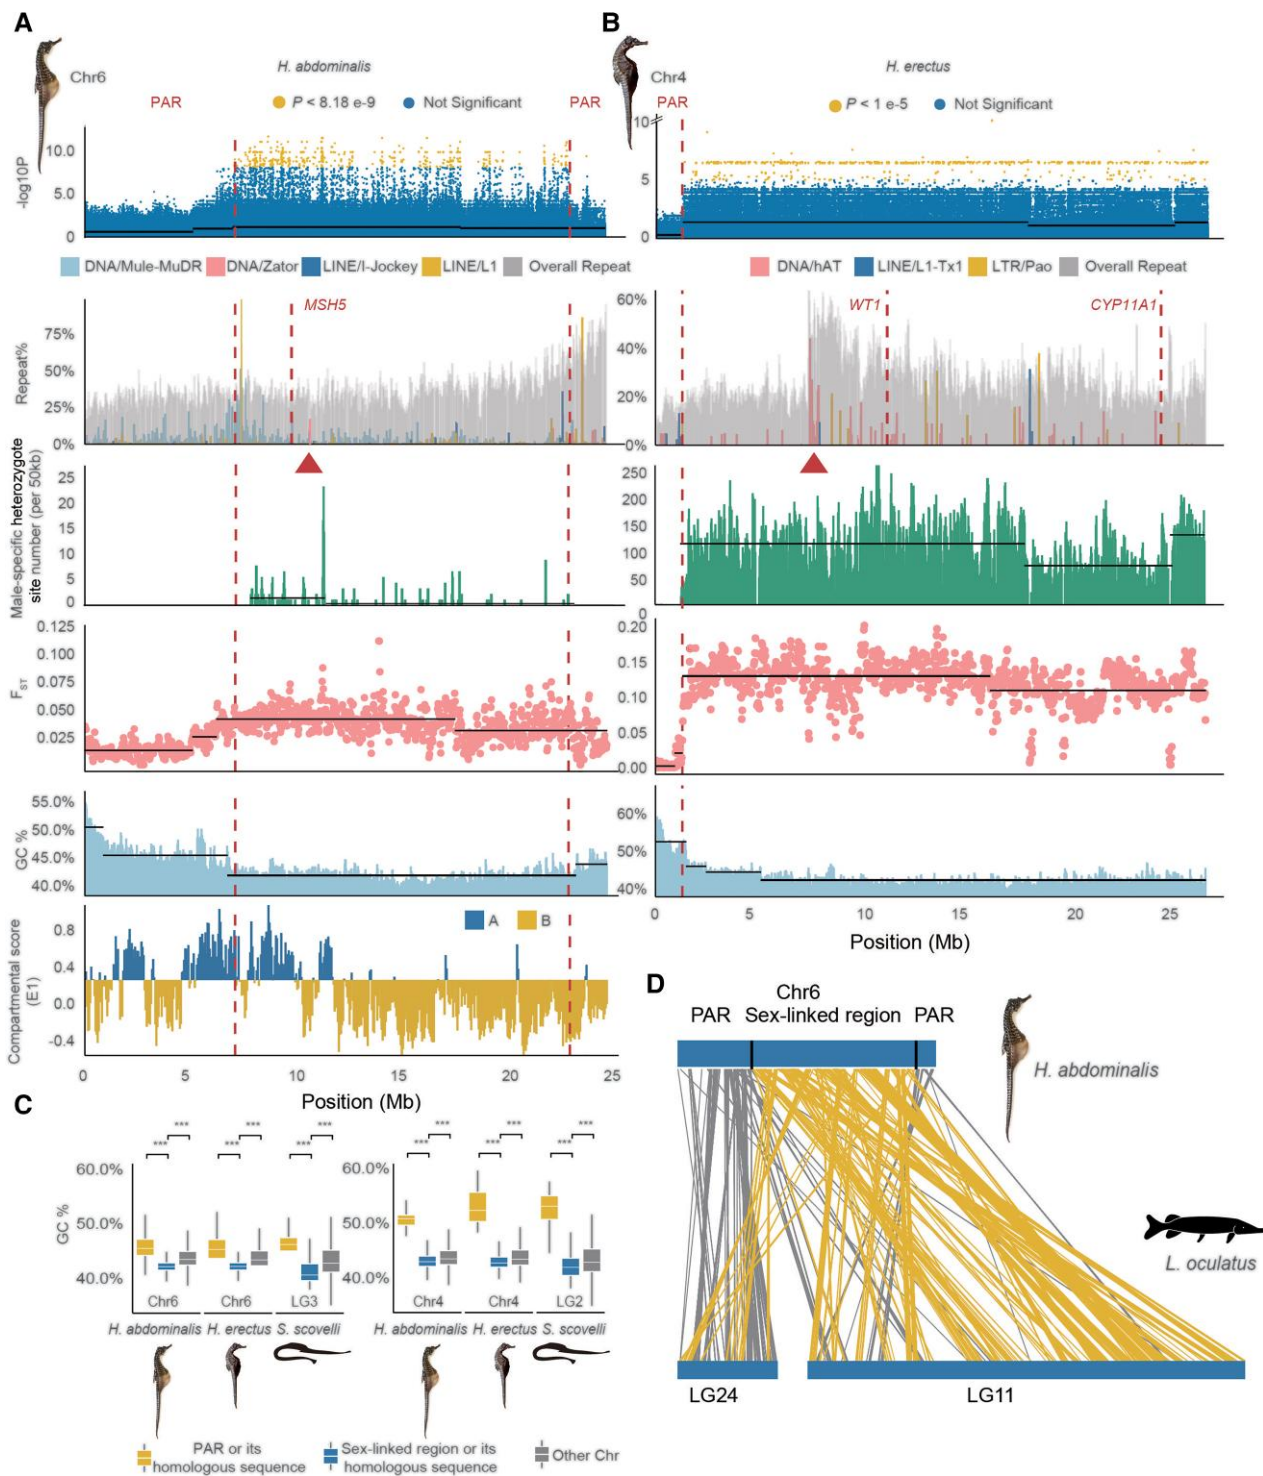 A
Chr6
H. abdominalis
PAR
P < 8.18 e-9
Not Significant
PAR
-log10P
10.0
5.0
0
DNA/Mule-MuDR
DNA/Zator
LINE/I-Jockey
LINE/L1
Overall Repeat
MSH5
Repeat%
75%
50%
25%
0%
Male-specific heterozygote
site number (per 50kb)
25
20
15
10
5
0
FST
0.125
0.100
0.075
0.050
0.025
GC %
55.0%
50.0%
45.0%
40.0%
A
B
Compartmental score
(E1)
0.8
0.4
0.0
-0.4
0
5
10
15
20
25
Position (Mb)
B
Chr4
H. erectus
PAR
P < 1 e-5
Not Significant
10
5
0
DNA/hAT
LINE/L1-Tx1
LTR/Pao
Overall Repeat
WT1
CYP11A1
60%
40%
20%
0%
250
200
150
100
50
0
0.20
0.15
0.10
0.05
0.00
60%
50%
40%
0
5
10
15
20
25
Position (Mb)
C
GC %
60.0%
50.0%
40.0%
***
***
***
***
***
***
Chr6
Chr6
LG3
H. abdominalis
H. erectus
S. scovelli
60.0%
50.0%
40.0%
***
***
***
***
***
***
Chr4
Chr4
LG2
H. abdominalis
H. erectus
S. scovelli
PAR or its
homologous sequence
Sex-linked region or its
homologous sequence
Other Chr
D
Chr6
PAR
Sex-linked region
PAR
H. abdominalis
L. oculatus
LG24
LG11